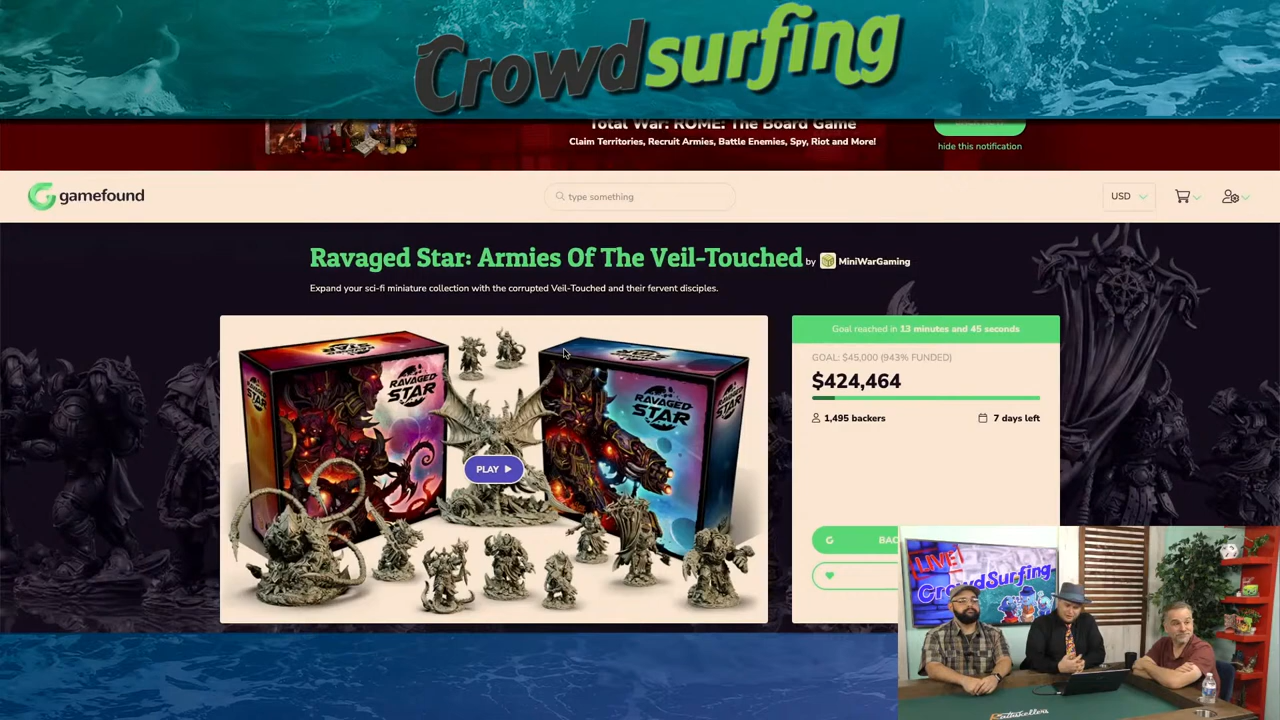 Crowdsurfing
Total War: ROME: The Board Game
Claim Territories, Recruit Armies, Battle Enemies, Spy, Riot and More!
hide this notification
gamefound
type something
USD
Ravaged Star: Armies Of The Veil-Touched by MiniWarGaming
Expand your sci-fi miniature collection with the corrupted Veil-Touched and their fervent disciples.
Goal reached in 13 minutes and 45 seconds
GOAL: $45,000 (943% FUNDED)
$424,464
1,495 backers
7 days left
RAVAGED
STAR
RAVAGED
STAR
PLAY
BAC
LIVE!
CrowdSurfing